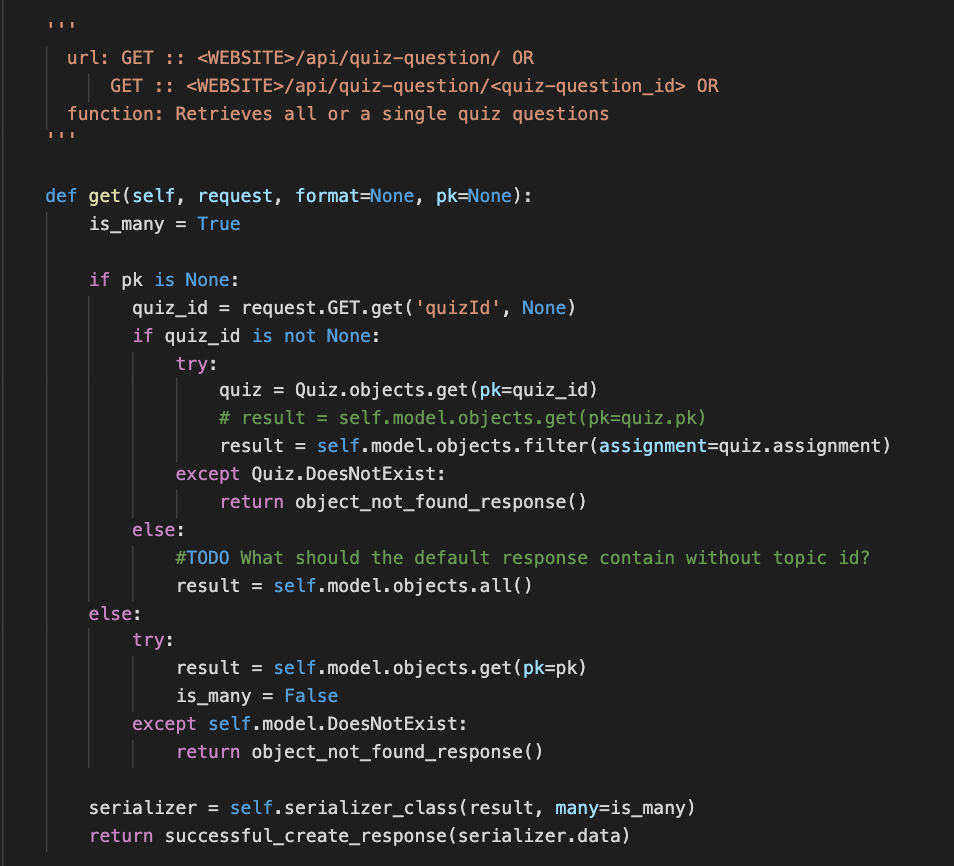 '''
  url: GET :: <WEBSITE>/api/quiz-question/ OR
      GET :: <WEBSITE>/api/quiz-question/<quiz-question_id> OR
  function: Retrieves all or a single quiz questions
'''

def get(self, request, format=None, pk=None):
    is_many = True

    if pk is None:
        quiz_id = request.GET.get('quizId', None)
        if quiz_id is not None:
            try:
                quiz = Quiz.objects.get(pk=quiz_id)
                # result = self.model.objects.get(pk=quiz.pk)
                result = self.model.objects.filter(assignment=quiz.assignment)
            except Quiz.DoesNotExist:
                return object_not_found_response()
        else:
            #TODO What should the default response contain without topic id?
            result = self.model.objects.all()
    else:
        try:
            result = self.model.objects.get(pk=pk)
            is_many = False
        except self.model.DoesNotExist:
            return object_not_found_response()

    serializer = self.serializer_class(result, many=is_many)
    return successful_create_response(serializer.data)